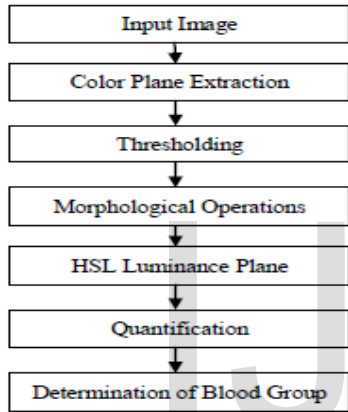 Input Image
Color Plane Extraction
Thresholding
Morphological Operations
HSL Luminance Plane
Quantification
Determination of Blood Group